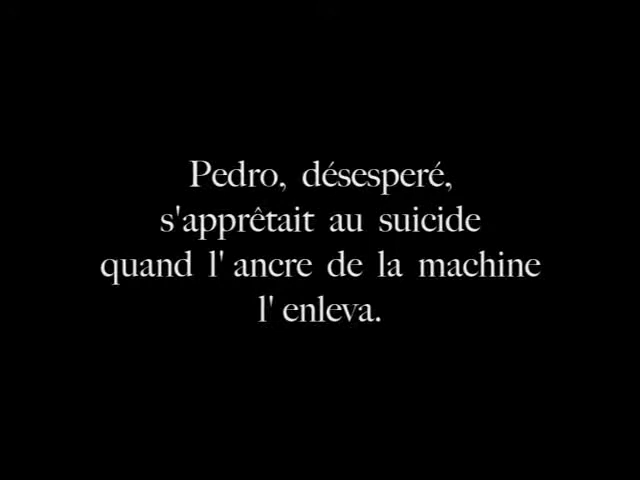 Pedro, désesperé,
s'apprêtait au suicide
quand l' ancre de la machine
l' enleva.